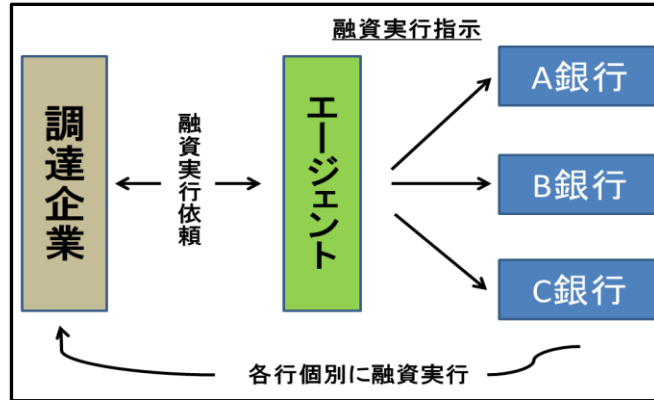 融資実行指示
調達企業
融資実行依頼
エージェント
A銀行
B銀行
C銀行
各行個別に融資実行